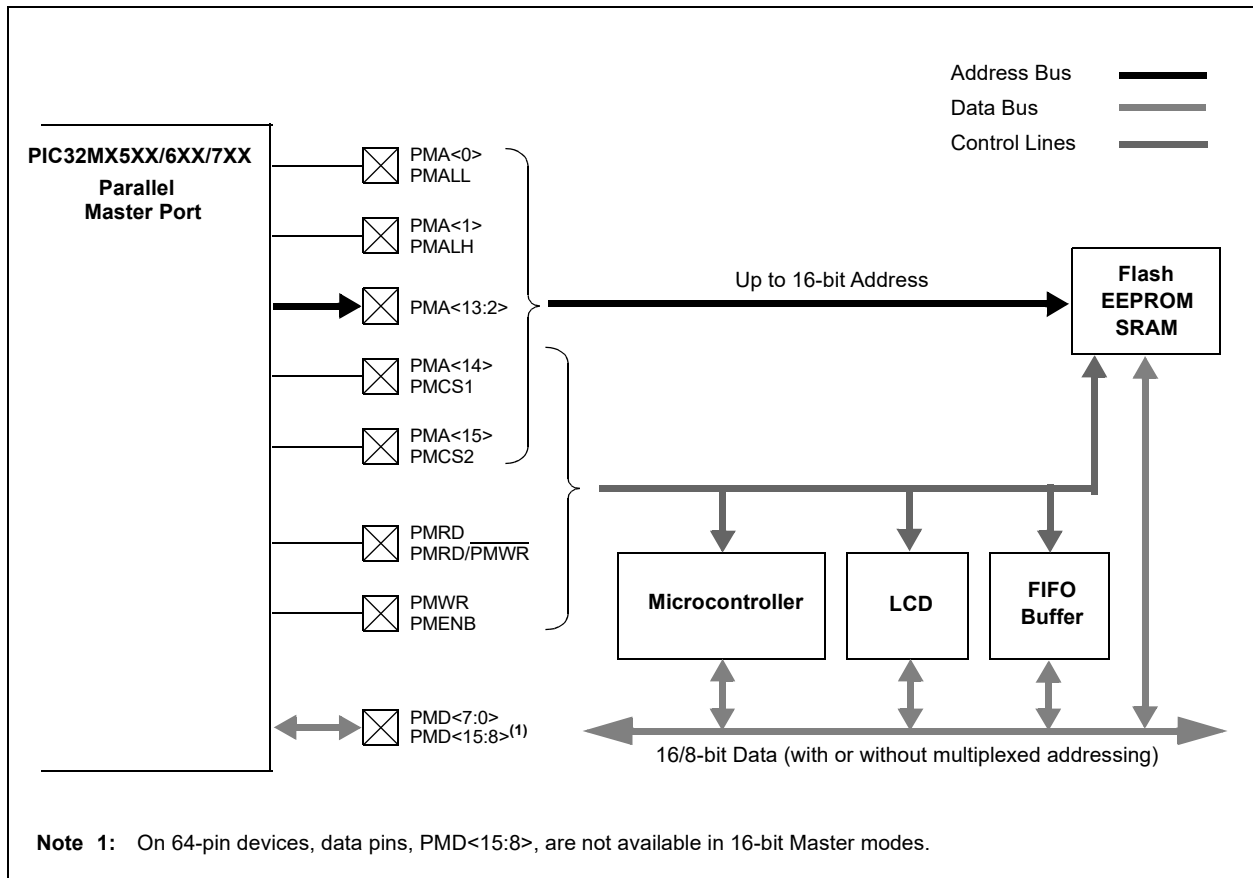 Address Bus
Data Bus
Control Lines
PIC32MX5XX/6XX/7XX
Parallel
Master Port
PMA<0>
PMALL
PMA<1>
PMALH
PMA<13:2>
PMA<14>
PMCS1
PMA<15>
PMCS2
PMRD
PMRD/PMWR
PMWR
PMENB
PMD<7:0>
PMD<15:8>(1)
Up to 16-bit Address
Flash
EEPROM
SRAM
Microcontroller
LCD
FIFO
Buffer
16/8-bit Data (with or without multiplexed addressing)
Note 1: On 64-pin devices, data pins, PMD<15:8>, are not available in 16-bit Master modes.